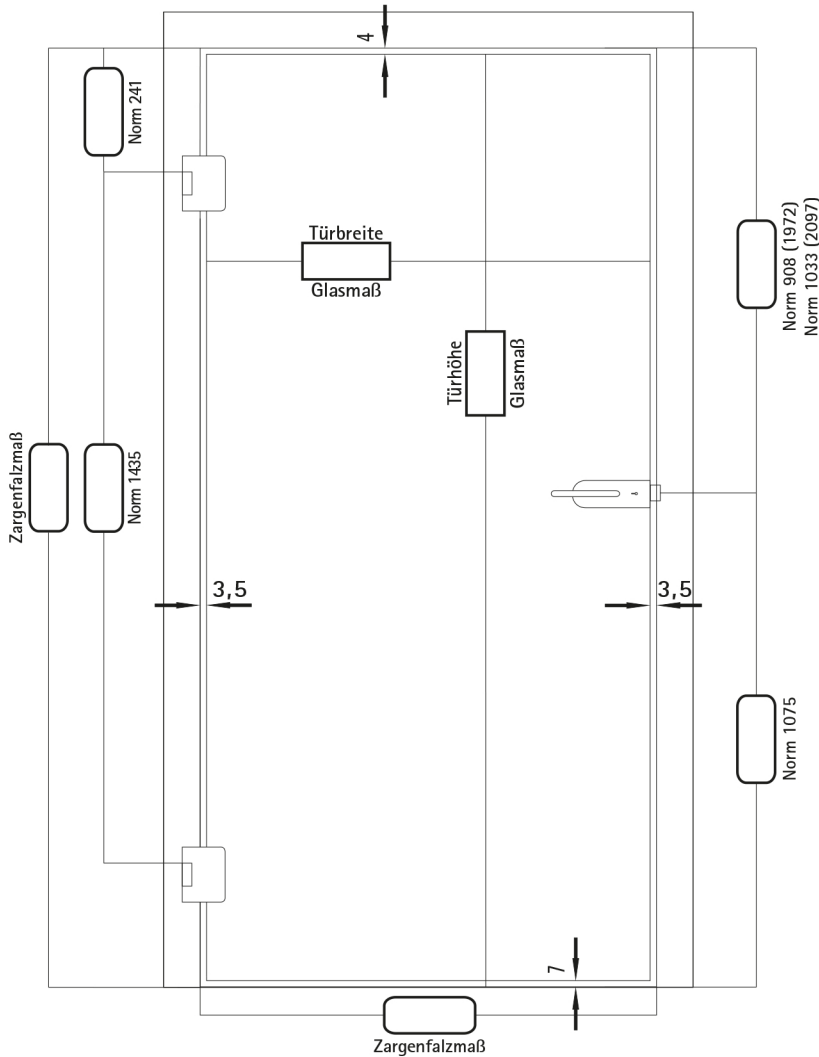 4
Norm 241
Türbreite
Glasmaß
Norm 908 (1972)
Norm 1033 (2097)
Türhöhe
Glasmaß
Zargenfalzmaß
Norm 1435
3,5
3,5
Norm 1075
7
Zargenfalzmaß